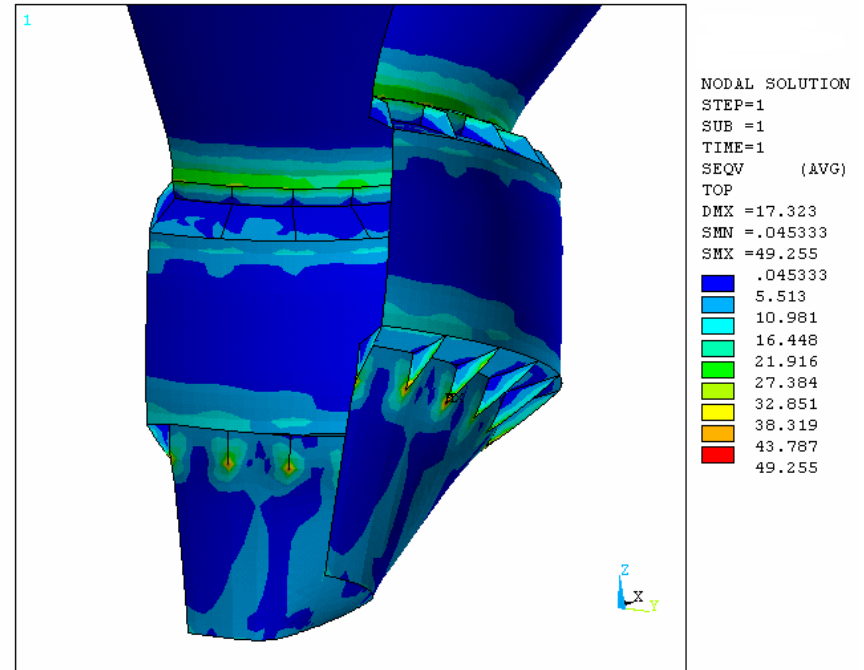 1
NODAL SOLUTION
STEP=1
SUB =1
TIME=1
SEQV (AVG)
TOP
DMX =17.323
SMN =.045333
SMX =49.255
.045333
5.513
10.981
16.448
21.916
27.384
32.851
38.319
43.787
49.255
Z
X
Y